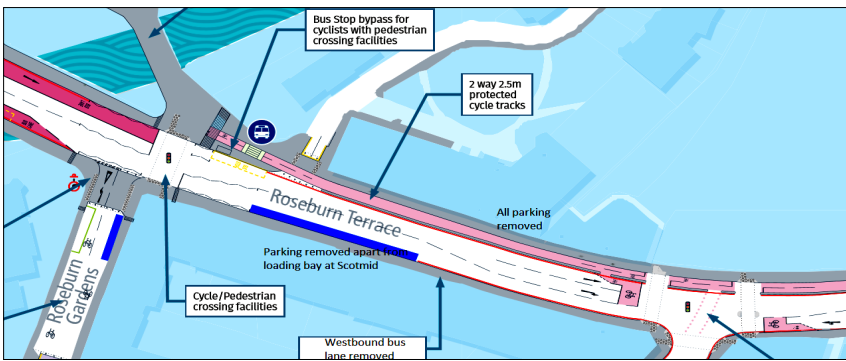 Bus Stop bypass for
cyclists with pedestrian
crossing facilities
2 way 2.5m
protected
cycle tracks
Roseburn Terrace
All parking
removed
Parking removed apart from
loading bay at Scotmid
Roseburn
Gardens
Cycle/Pedestrian
crossing facilities
Westbound bus
lane removed